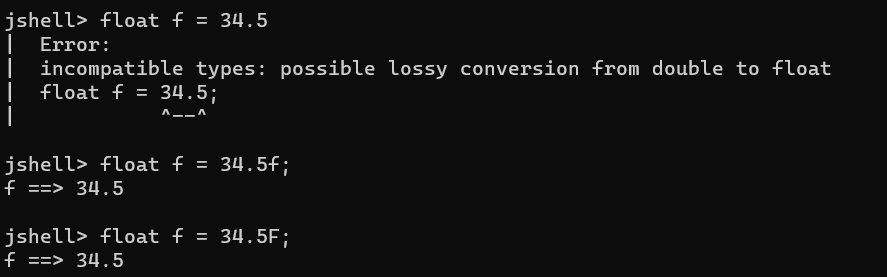 jshell> float f = 34.5
|  Error:
|  incompatible types: possible lossy conversion from double to float
|  float f = 34.5;
|            ^--^
jshell> float f = 34.5f;
f ==> 34.5
jshell> float f = 34.5F;
f ==> 34.5